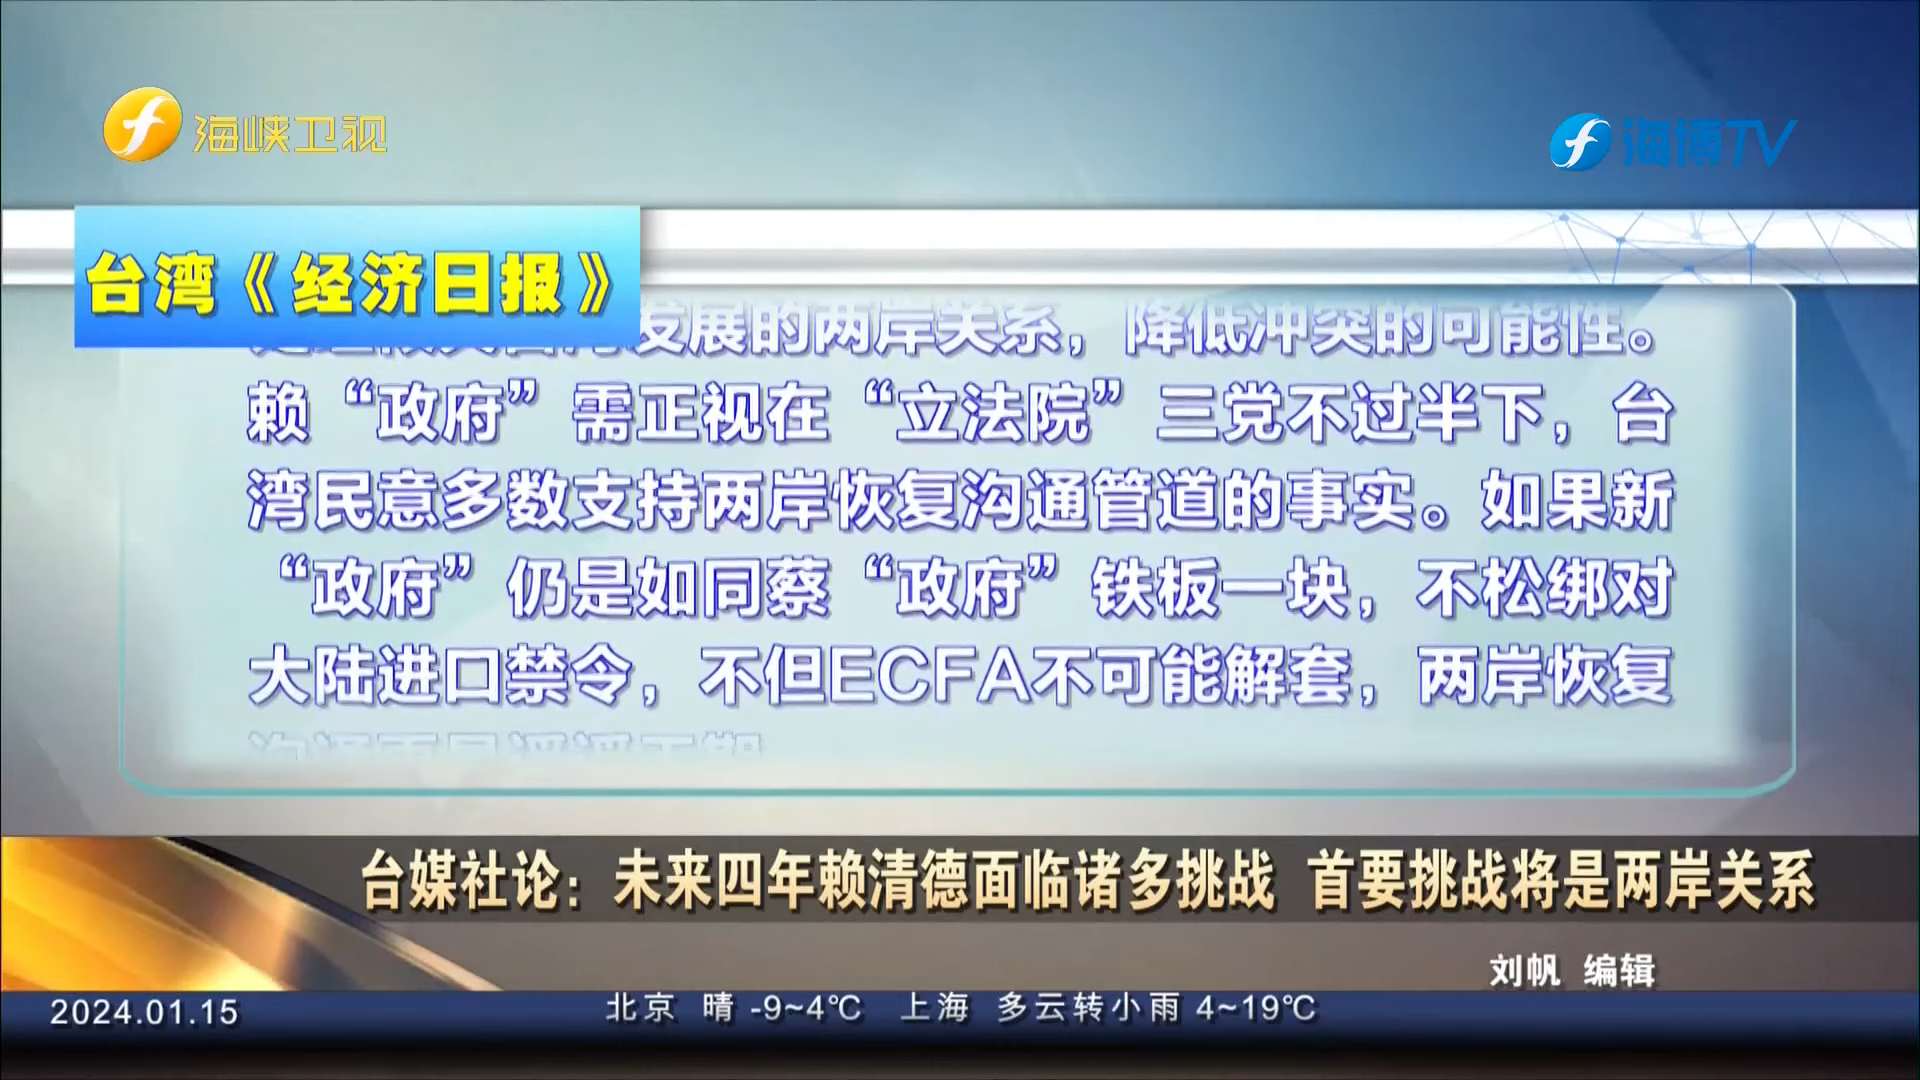 海峡卫视
海博TV
台湾《经济日报》
发展的两岸关系，降低冲突的可能性。
赖“政府”需正视在“立法院”三党不过半下，台
湾民意多数支持两岸恢复沟通管道的事实。如果新
“政府”仍是如同蔡“政府”铁板一块，不松绑对
大陆进口禁令，不但ECFA不可能解套，两岸恢复
台媒社论：未来四年赖清德面临诸多挑战 首要挑战将是两岸关系
刘帆 编辑
2024.01.15
北京 晴 -9~4℃ 上海 多云转小雨 4~19℃